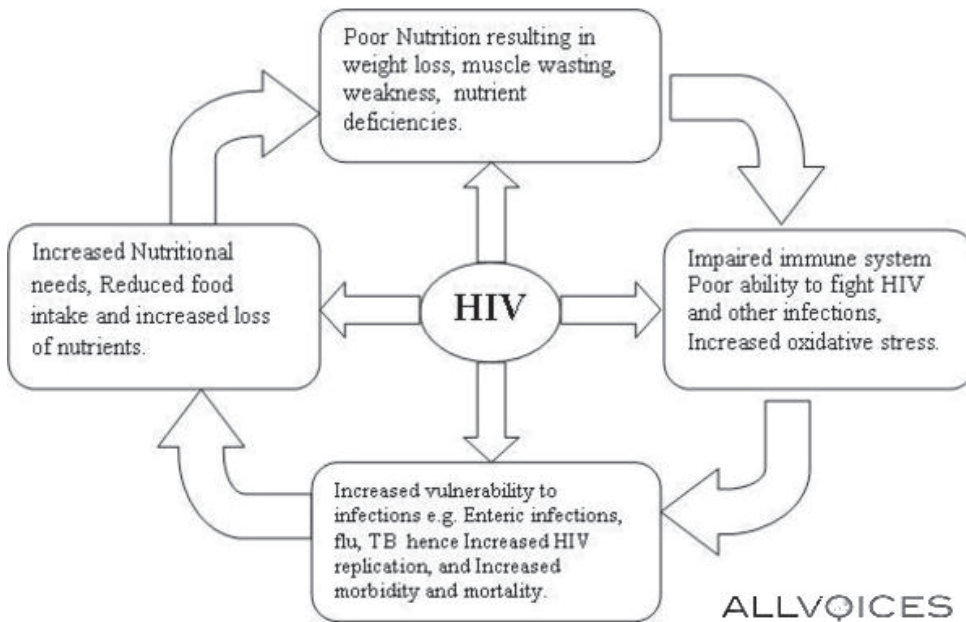 Poor Nutrition resulting in
weight loss, muscle wasting,
weakness, nutrient
deficiencies.
Increased Nutritional
needs, Reduced food
intake and increased loss
of nutrients.
HIV
Impaired immune system
Poor ability to fight HIV
and other infections,
Increased oxidative stress.
Increased vulnerability to
infections e.g. Enteric infections,
flu, TB hence Increased HIV
replication, and Increased
morbidity and mortality.
ALLVOICES